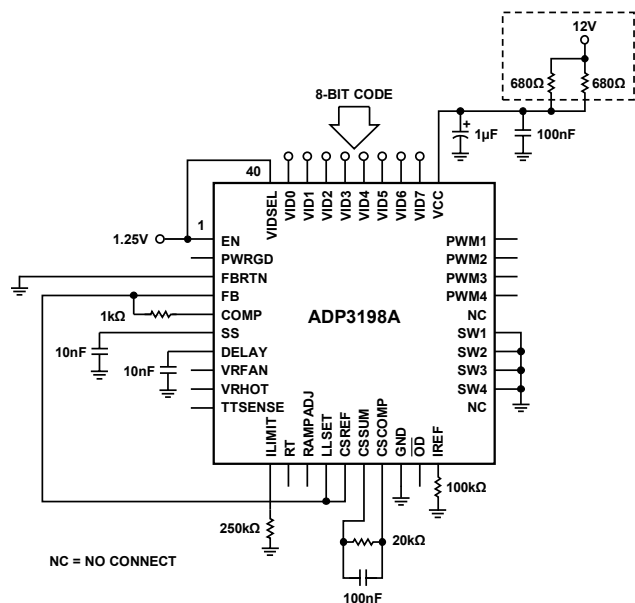 12V
680Ω 680Ω
8-BIT CODE
+
1µF
100nF
40
VIDSEL
VID0
VID1
VID2
VID3
VID4
VID5
VID6
VID7
VCC
1
1.25V
EN
PWRGD
FBRTN
FB
COMP
SS
DELAY
VRFAN
VRHOT
TTSENSE
1kΩ
10nF
10nF
ADP3198A
PWM1
PWM2
PWM3
PWM4
NC
SW1
SW2
SW3
SW4
NC
ILIMIT
RT
RAMPADJ
LLSET
CSREF
CSSUM
CSCOMP
GND
OD
IREF
100kΩ
250kΩ
20kΩ
100nF
NC = NO CONNECT